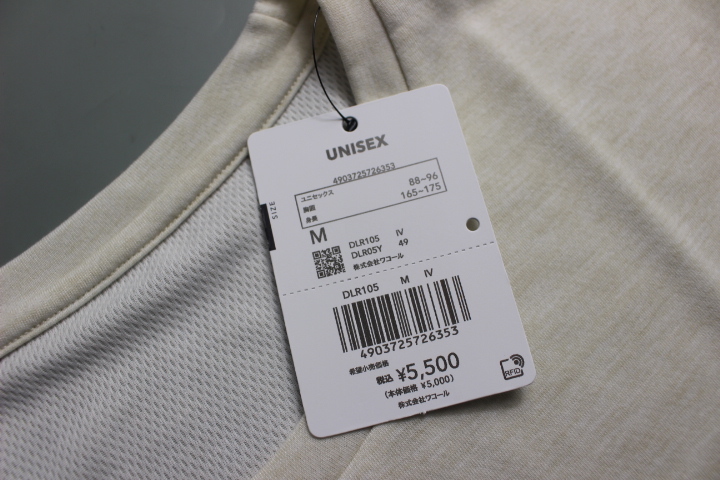 UNISEX
4903725726353
ユニセックス
胸囲 88-96
身長 165-175
SIZE
M
DLR105 IV
DLR05Y 49
株式会社ワコール
DLR105 M IV
4903725726353
希望小売価格
税込 ¥5,500
(本体価格 ¥5,000)
株式会社ワコール
RFID